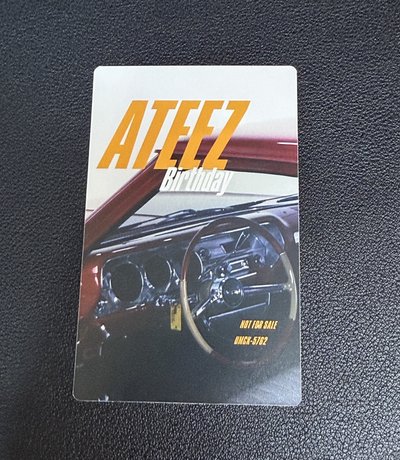 ATEEZ
Birthday
NOT FOR SALE
UMCK-5762